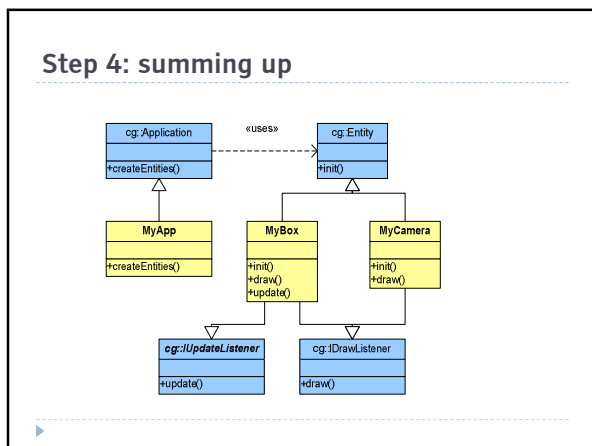 Step 4: summing up
cg::Application
«uses»
cg::Entity
+createEntities()
+init()
MyApp
MyBox
MyCamera
+createEntities()
+init()
+draw()
+update()
+init()
+draw()
cg::IUpdateListener
cg::IDrawListener
+update()
+draw()